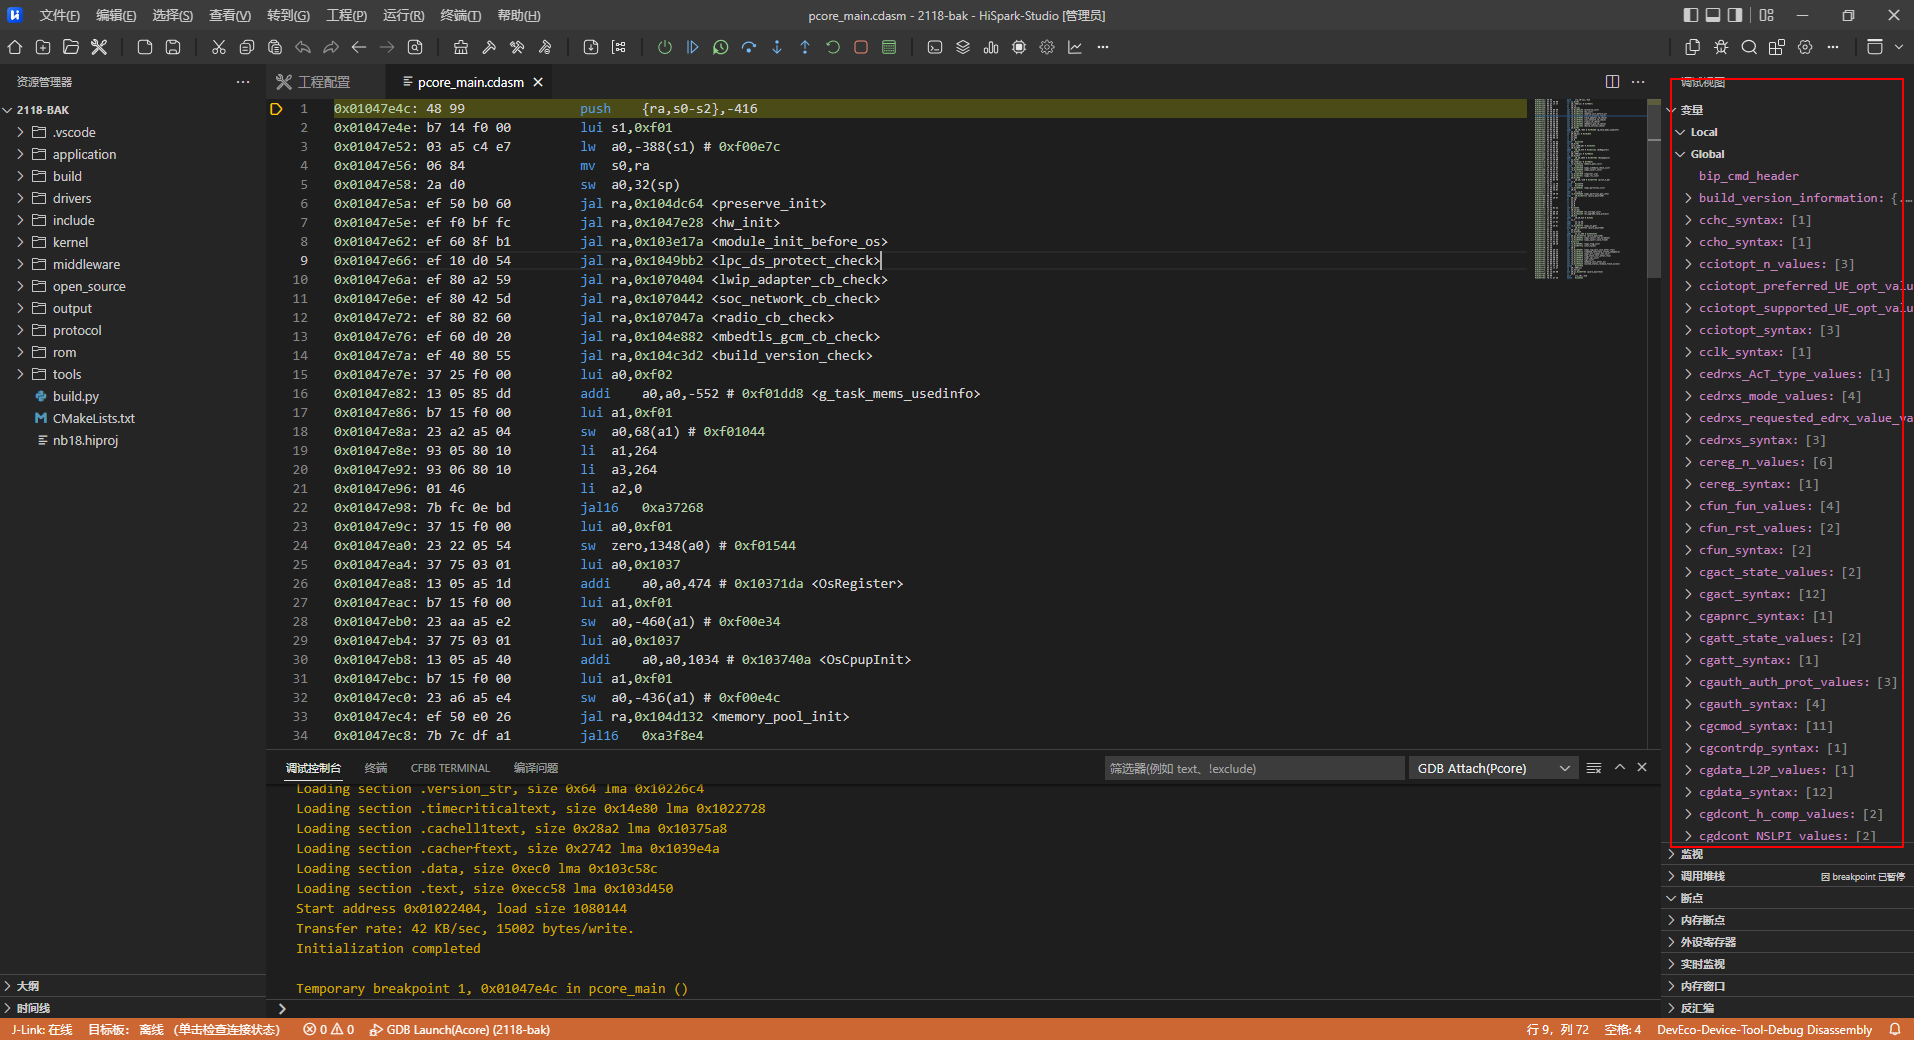 文件(F) 编辑(E) 选择(S) 查看(V) 转到(G) 工程(P) 运行(R) 终端(T) 帮助(H)
pcore_main.cdasm - 2118-bak - HiSpark-Studio [管理员]
资源管理器
2118-BAK
.vscode
application
build
drivers
include
kernel
middleware
open_source
output
protocol
rom
tools
build.py
CMakeLists.txt
nb18.hiproj
大纲
时间线
工程配置
pcore_main.cdasm
1 0x01047e4c: 48 99 push {ra,s0-s2},-416
2 0x01047e4e: b7 14 f0 00 lui s1,0xf01
3 0x01047e52: 03 a5 c4 e7 lw a0,-388(s1) # 0xf00e7c
4 0x01047e56: 06 84 mv s0,ra
5 0x01047e58: 2a d0 sw a0,32(sp)
6 0x01047e5a: ef 50 b0 60 jal ra,0x104dc64 <preserve_init>
7 0x01047e5e: ef f0 bf fc jal ra,0x1047e28 <hw_init>
8 0x01047e62: ef 60 8f b1 jal ra,0x103e17a <module_init_before_os>
9 0x01047e66: ef 10 d0 54 jal ra,0x1049bb2 <lpc_ds_protect_check>
10 0x01047e6a: ef 80 a2 59 jal ra,0x1070404 <lwip_adapter_cb_check>
11 0x01047e6e: ef 80 42 5d jal ra,0x1070442 <soc_network_cb_check>
12 0x01047e72: ef 80 82 60 jal ra,0x107047a <radio_cb_check>
13 0x01047e76: ef 60 d0 20 jal ra,0x104e882 <mbedtls_gcm_cb_check>
14 0x01047e7a: ef 40 80 55 jal ra,0x104c3d2 <build_version_check>
15 0x01047e7e: 37 25 f0 00 lui a0,0xf02
16 0x01047e82: 13 05 85 dd addi a0,a0,-552 # 0xf01dd8 <g_task_mems_usedinfo>
17 0x01047e86: b7 15 f0 00 lui a1,0xf01
18 0x01047e8a: 23 a2 a5 04 sw a0,68(a1) # 0xf01044
19 0x01047e8e: 93 05 80 10 li a1,264
20 0x01047e92: 93 06 80 10 li a3,264
21 0x01047e96: 01 46 li a2,0
22 0x01047e98: 7b fc 0e bd jal16 0xa37268
23 0x01047e9c: 37 15 f0 00 lui a0,0xf01
24 0x01047ea0: 23 22 05 54 sw zero,1348(a0) # 0xf01544
25 0x01047ea4: 37 75 03 01 lui a0,0x1037
26 0x01047ea8: 13 05 a5 1d addi a0,a0,474 # 0x10371da <OsRegister>
27 0x01047eac: b7 15 f0 00 lui a1,0xf01
28 0x01047eb0: 23 aa a5 e2 sw a0,-460(a1) # 0xf00e34
29 0x01047eb4: 37 75 03 01 lui a0,0x1037
30 0x01047eb8: 13 05 a5 40 addi a0,a0,1034 # 0x103740a <OsCpupInit>
31 0x01047ebc: b7 15 f0 00 lui a1,0xf01
32 0x01047ec0: 23 a6 a5 e4 sw a0,-436(a1) # 0xf00e4c
33 0x01047ec4: ef 50 e0 26 jal ra,0x104d132 <memory_pool_init>
34 0x01047ec8: 7b 7c df a1 jal16 0xa3f8e4
调试控制台 终端 CFBB TERMINAL 编译问题
筛选器(例如 text、!exclude)
GDB Attach(Pcore)
Loading section .version_str, size 0x64 lma 0x10226c4
Loading section .timecriticaltext, size 0x14e80 lma 0x1022728
Loading section .cachell1text, size 0x28a2 lma 0x10375a8
Loading section .cacherftext, size 0x2742 lma 0x1039e4a
Loading section .data, size 0xec0 lma 0x103c58c
Loading section .text, size 0xecc58 lma 0x103d450
Start address 0x01022404, load size 1080144
Transfer rate: 42 KB/sec, 15002 bytes/write.
Initialization completed
Temporary breakpoint 1, 0x01047e4c in pcore_main ()
调试视图
变量
Local
Global
bip_cmd_header
build_version_information: {...
cchc_syntax: [1]
ccho_syntax: [1]
cciotopt_n_values: [3]
cciotopt_preferred_UE_opt_valu
cciotopt_supported_UE_opt_valu
cciotopt_syntax: [3]
cclk_syntax: [1]
cedrxs_AcT_type_values: [1]
cedrxs_mode_values: [4]
cedrxs_requested_edrx_value_va
cedrxs_syntax: [3]
cereg_n_values: [6]
cereg_syntax: [1]
cfun_fun_values: [4]
cfun_rst_values: [2]
cfun_syntax: [2]
cgact_state_values: [2]
cgact_syntax: [12]
cgapnrc_syntax: [1]
cgatt_state_values: [2]
cgatt_syntax: [1]
cgauth_auth_prot_values: [3]
cgauth_syntax: [4]
cgcmod_syntax: [11]
cgcontrdp_syntax: [1]
cgdata_L2P_values: [1]
cgdata_syntax: [12]
cgdcont_h_comp_values: [2]
cgdcont_NSLPI_values: [2]
监视
调用堆栈 因 breakpoint 已暂停
断点
内存断点
外设寄存器
实时监视
内存窗口
反汇编
J-Link: 在线 目标板: 离线 (单击检查连接状态) 0 0 GDB Launch(Acore) (2118-bak)
行 9, 列 72 空格: 4 DevEco-Device-Tool-Debug Disassembly